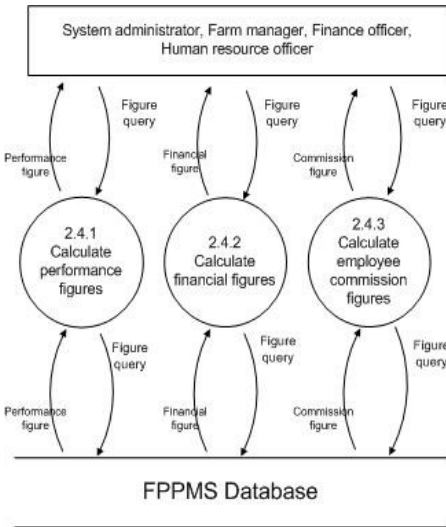 System administrator, Farm manager, Finance officer,
Human resource officer
Figure
query
Performance
figure
Figure
query
Financial
figure
Figure
query
Commission
figure
2.4.1
Calculate
performance
figures
2.4.2
Calculate
financial figures
2.4.3
Calculate
employee
commission
figures
Figure
query
Performance
figure
Figure
query
Financial
figure
Figure
query
Commission
figure
FPPMS Database